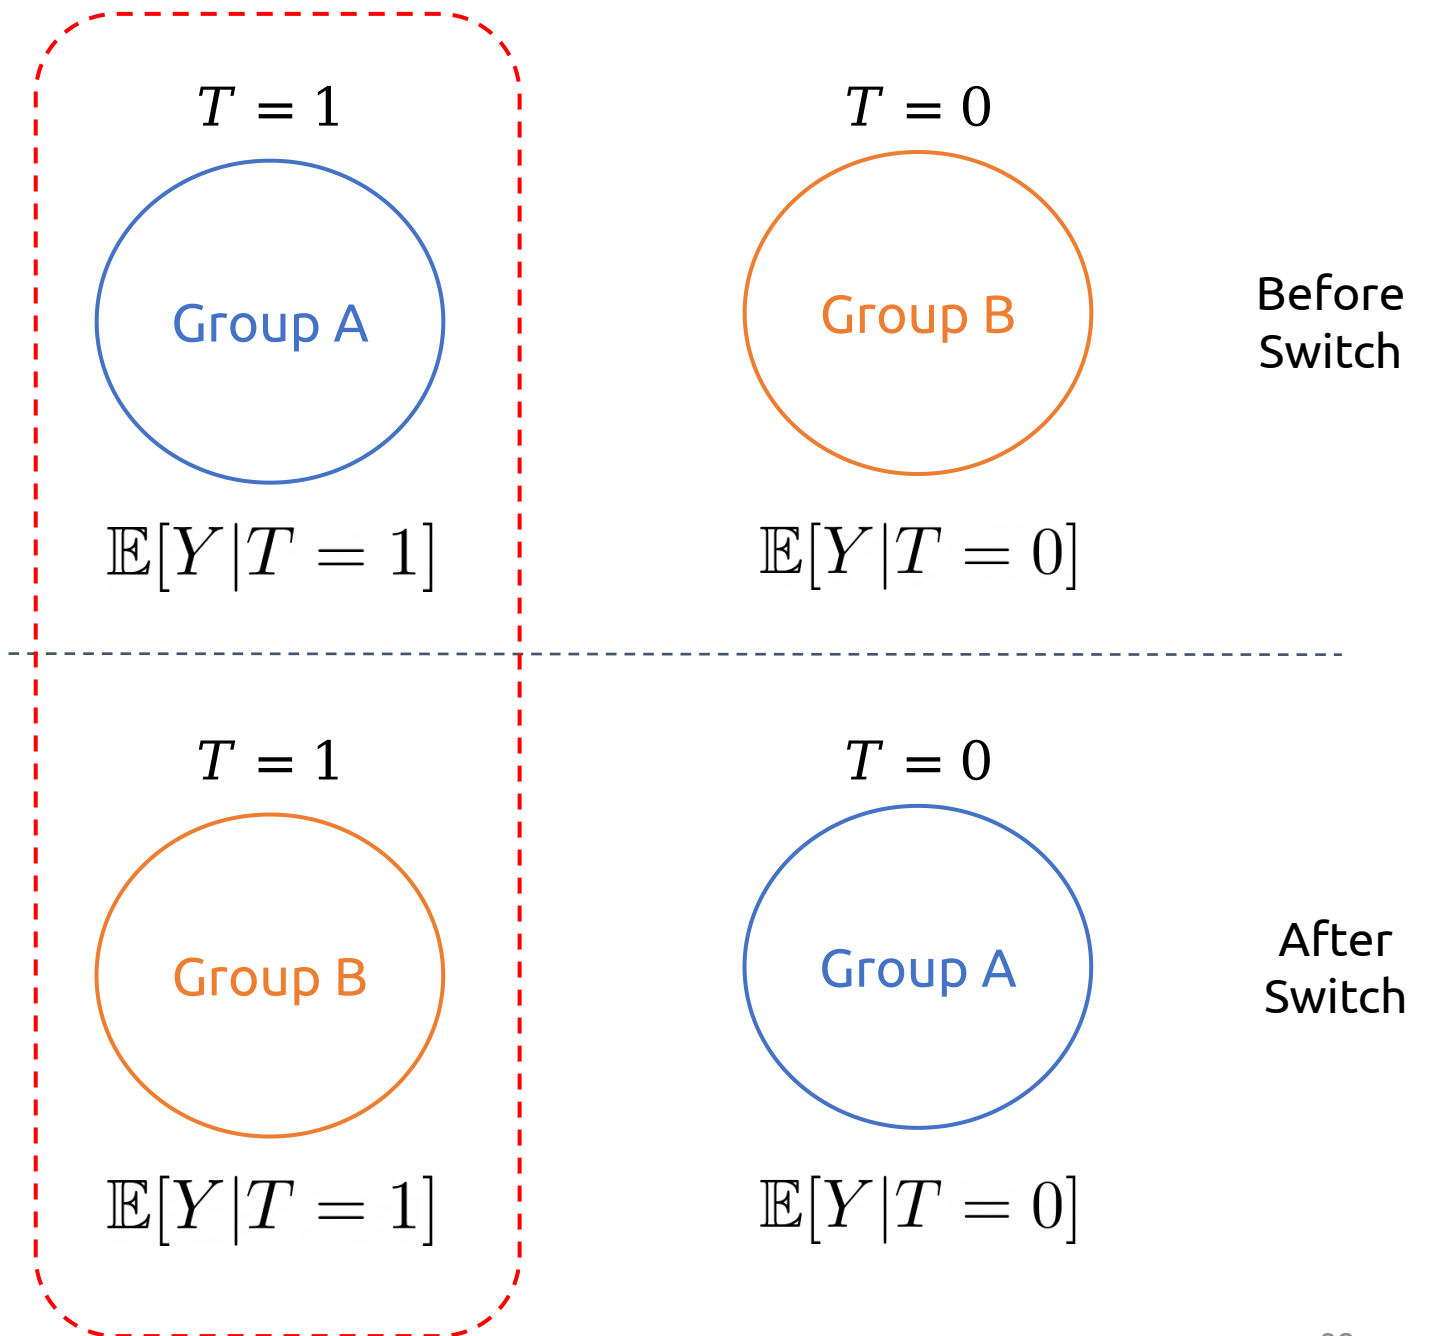 T = 1
T = 0
Group A
Group B
Before
Switch
𝔼[Y|T = 1]
𝔼[Y|T = 0]
T = 1
T = 0
Group B
Group A
After
Switch
𝔼[Y|T = 1]
𝔼[Y|T = 0]